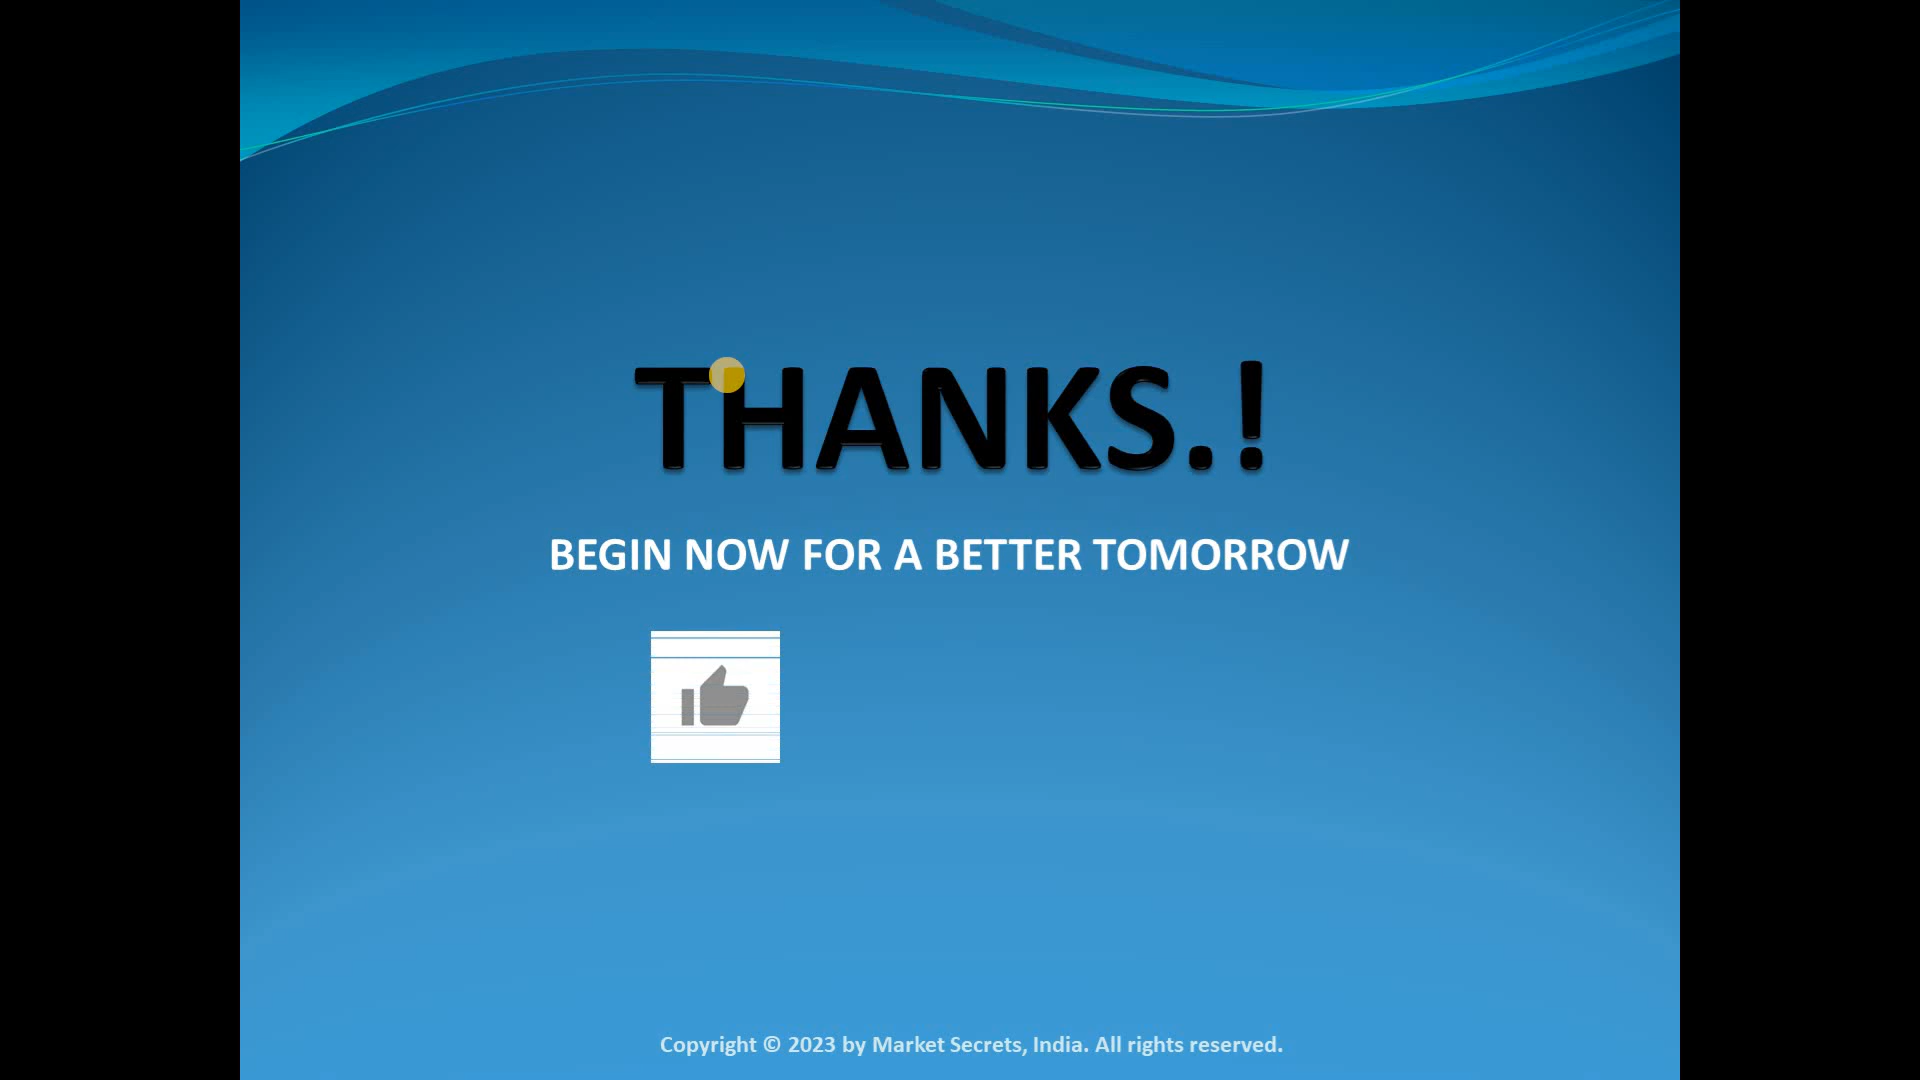 THANKS.!
BEGIN NOW FOR A BETTER TOMORROW
Copyright © 2023 by Market Secrets, India. All rights reserved.